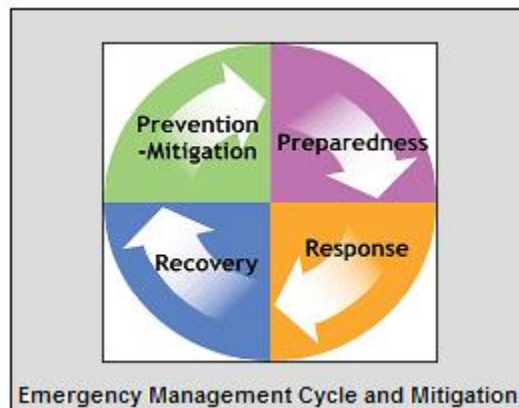 Prevention
-Mitigation
Preparedness
Response
Recovery
Emergency Management Cycle and Mitigation